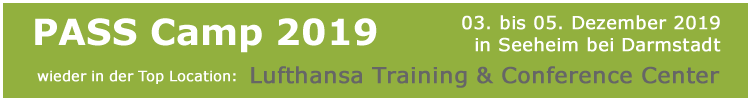 PASS Camp 2019
03. bis 05. Dezember 2019
in Seeheim bei Darmstadt
wieder in der Top Location: Lufthansa Training & Conference Center